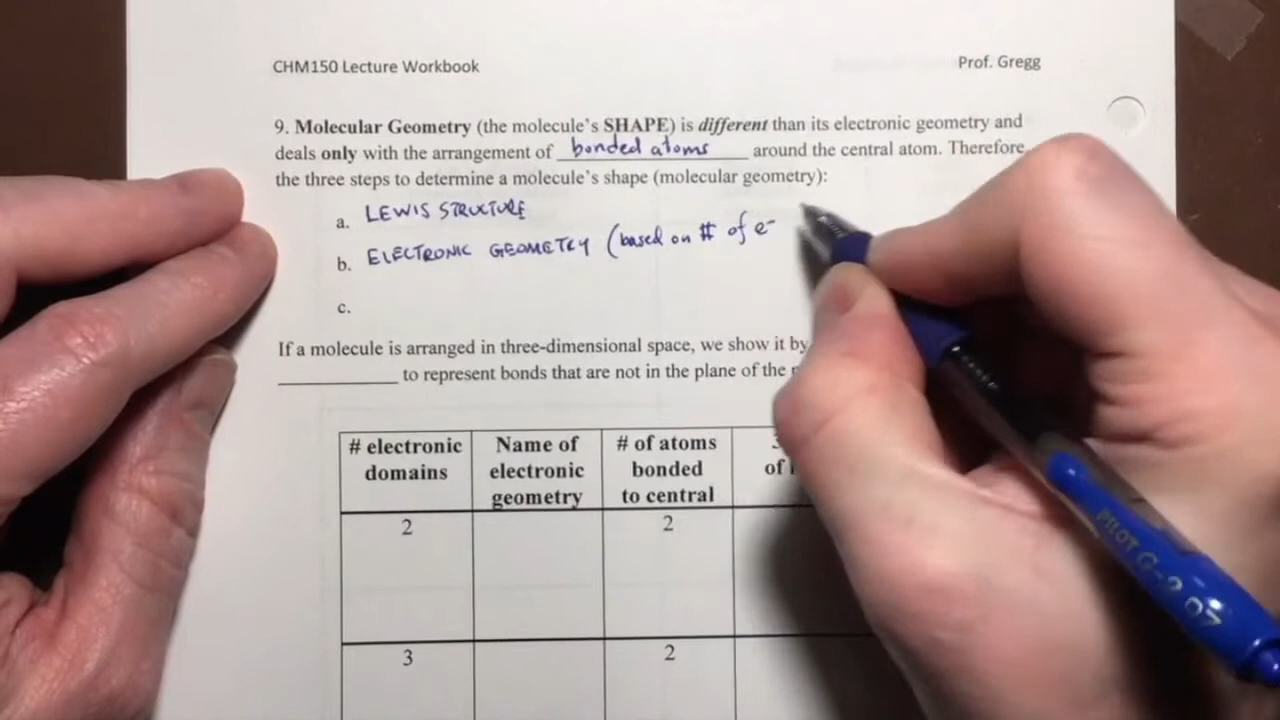 CHM150 Lecture Workbook
Prof. Gregg
9. Molecular Geometry (the molecule's SHAPE) is different than its electronic geometry and
deals only with the arrangement of bonded atoms around the central atom. Therefore
the three steps to determine a molecule's shape (molecular geometry):
a. LEWIS STRUCTURE
b. ELECTRONIC GEOMETRY (based on # of e-
c.
If a molecule is arranged in three-dimensional space, we show it by
____________ to represent bonds that are not in the plane of the
# electronic domains
Name of electronic geometry
# of atoms bonded to central
of
2
2
3
2
PILOT G-2 07